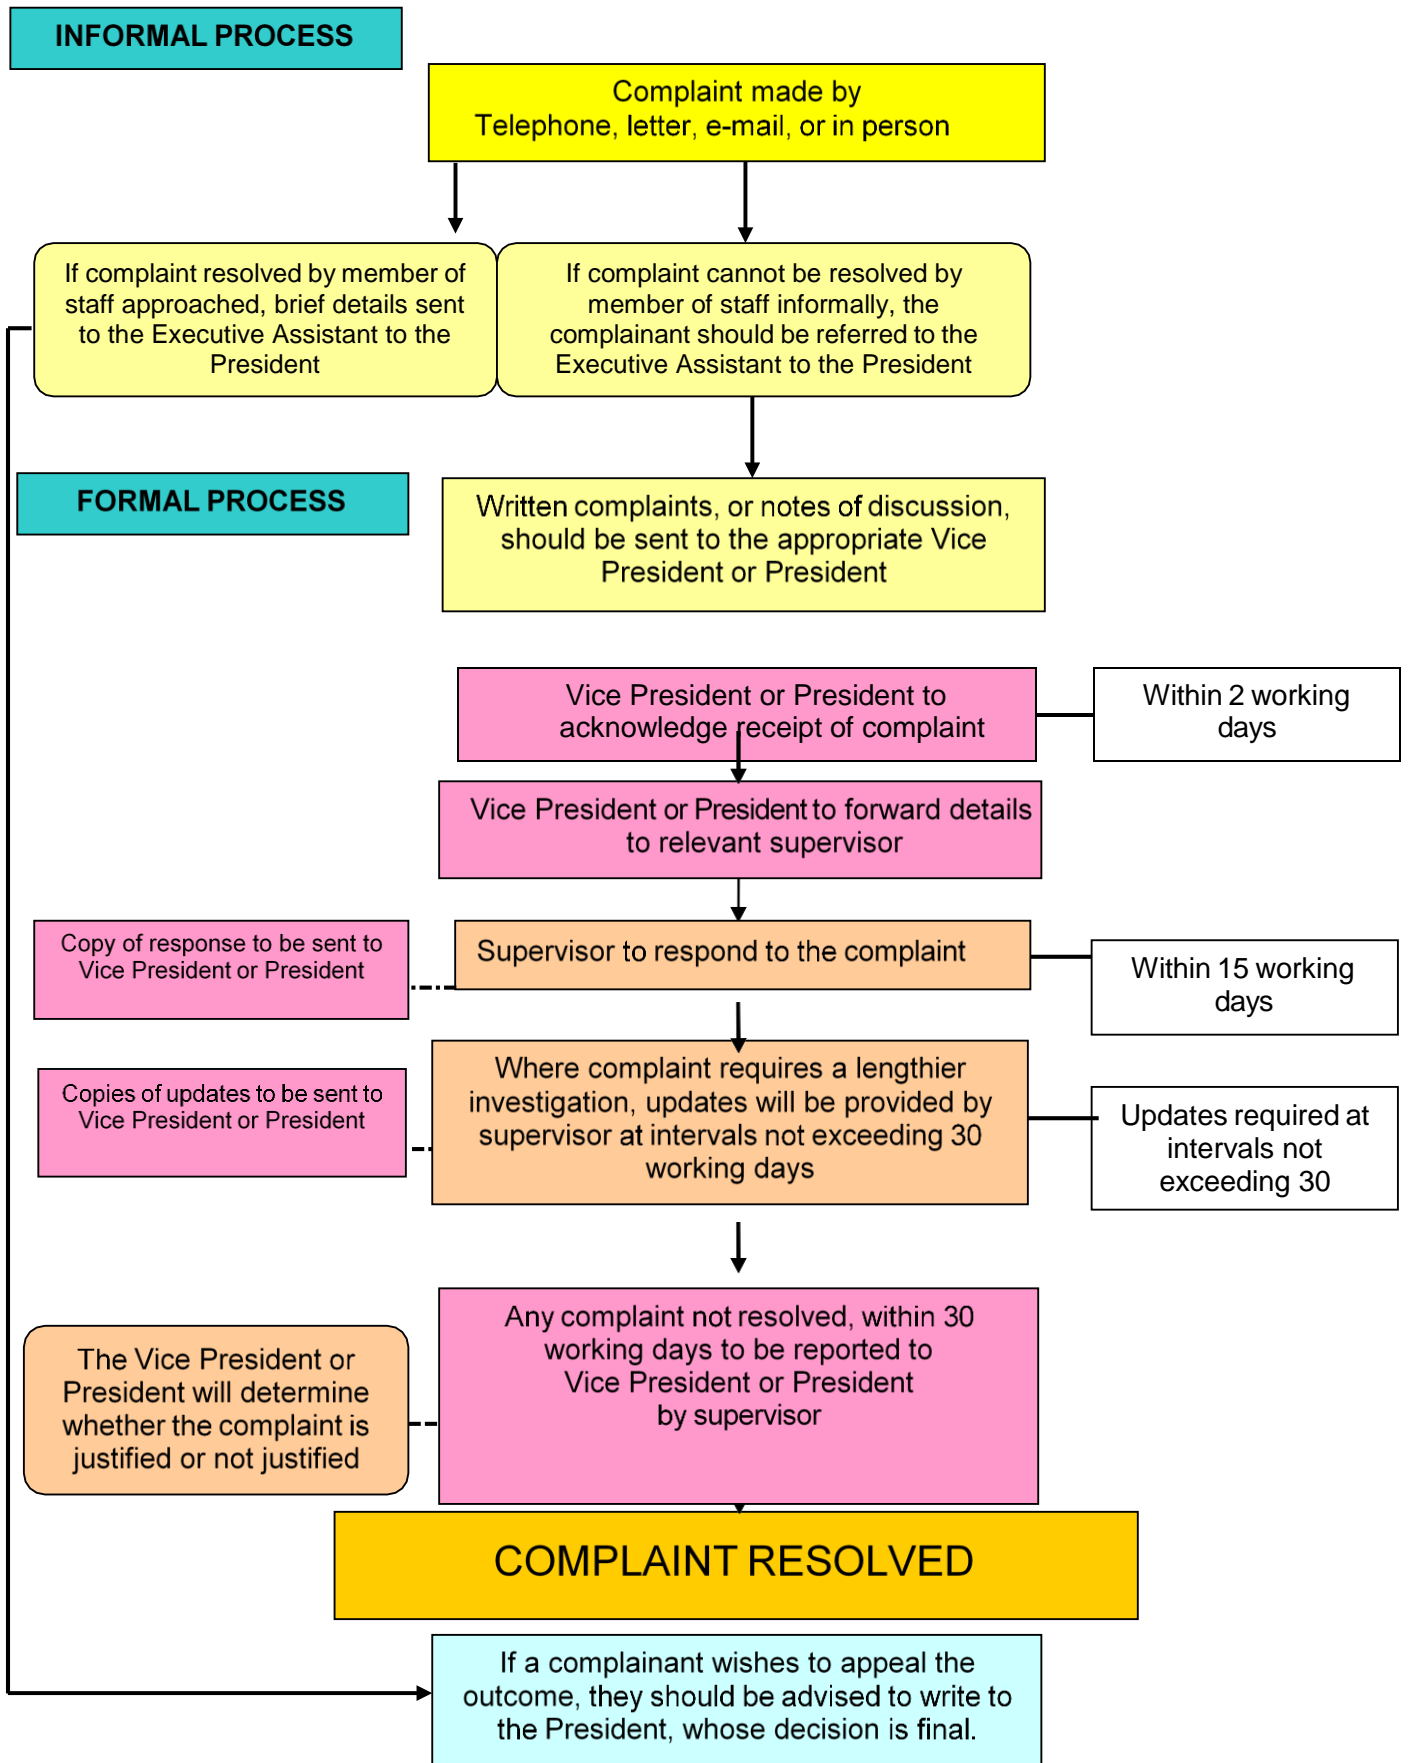 INFORMAL PROCESS
Complaint made by
Telephone, letter, e-mail, or in person
If complaint resolved by member of
staff approached, brief details sent
to the Executive Assistant to the
President
If complaint cannot be resolved by
member of staff informally, the
complainant should be referred to the
Executive Assistant to the President
FORMAL PROCESS
Written complaints, or notes of discussion,
should be sent to the appropriate Vice
President or President
Vice President or President to
acknowledge receipt of complaint
Within 2 working
days
Vice President or President to forward details
to relevant supervisor
Copy of response to be sent to
Vice President or President
Supervisor to respond to the complaint
Within 15 working
days
Copies of updates to be sent to
Vice President or President
Where complaint requires a lengthier
investigation, updates will be provided by
supervisor at intervals not exceeding 30
working days
Updates required at
intervals not
exceeding 30
The Vice President or
President will determine
whether the complaint is
justified or not justified
Any complaint not resolved, within 30
working days to be reported to
Vice President or President
by supervisor
COMPLAINT RESOLVED
If a complainant wishes to appeal the
outcome, they should be advised to write to
the President, whose decision is final.